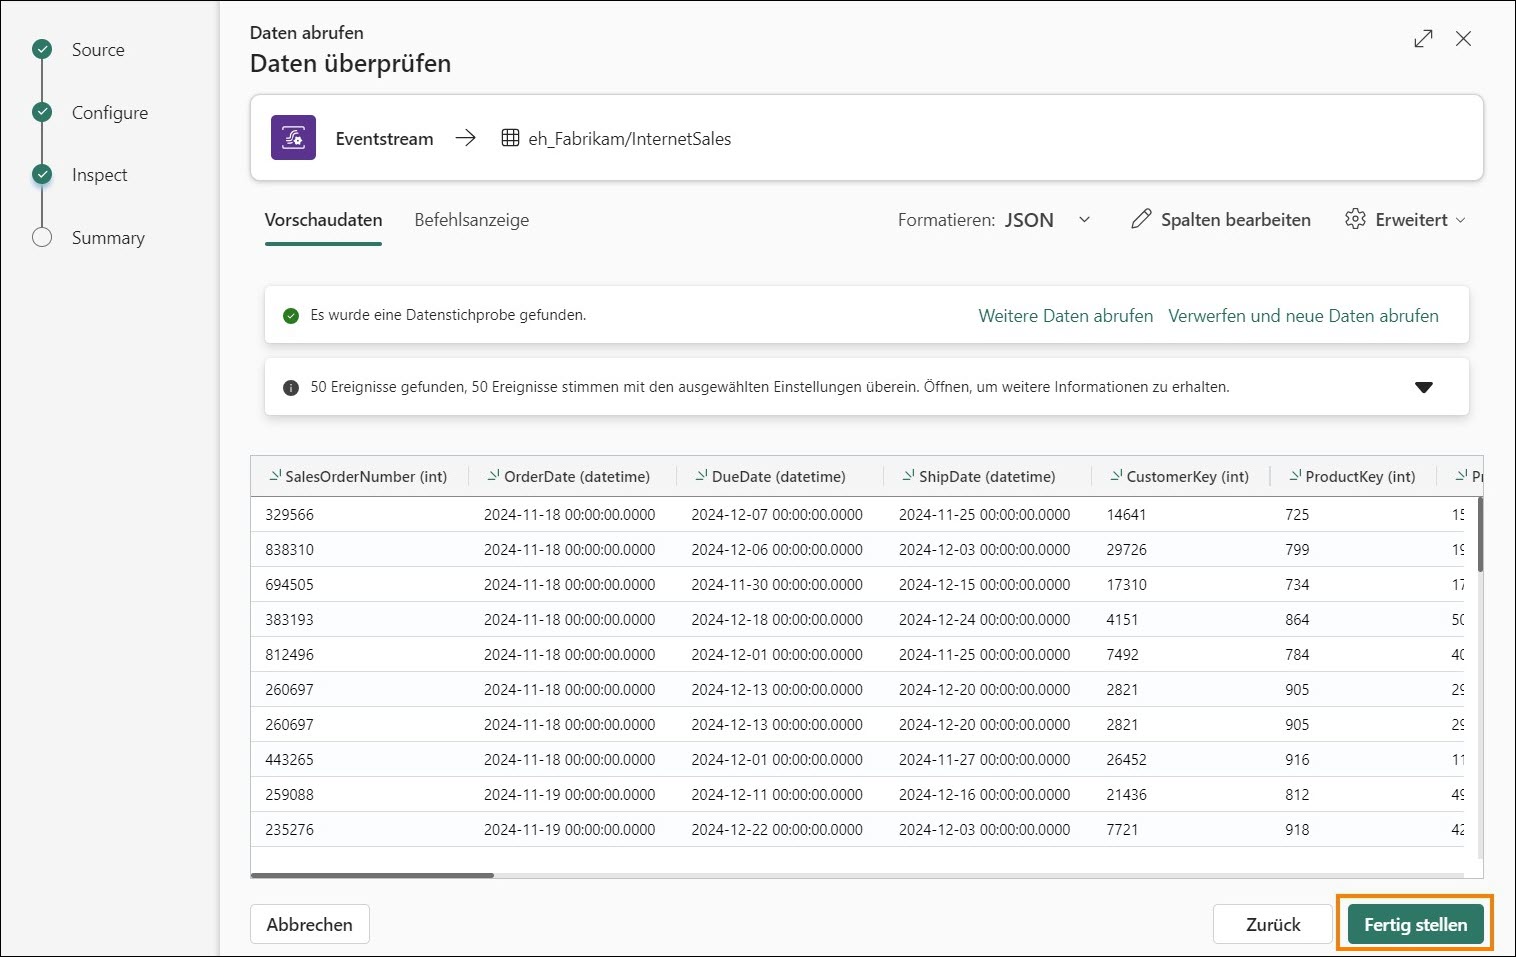 Source
Configure
Inspect
Summary
Daten abrufen
Daten überprüfen
Eventstream → eh_Fabrikam/InternetSales
Vorschaudaten Befehlsanzeige Formatieren: JSON Spalten bearbeiten Erweitert
Es wurde eine Datenstichprobe gefunden. Weitere Daten abrufen Verwerfen und neue Daten abrufen
50 Ereignisse gefunden, 50 Ereignisse stimmen mit den ausgewählten Einstellungen überein. Öffnen, um weitere Informationen zu erhalten.
SalesOrderNumber (int) OrderDate (datetime) DueDate (datetime) ShipDate (datetime) CustomerKey (int) ProductKey (int)
329566 2024-11-18 00:00:00.0000 2024-12-07 00:00:00.0000 2024-11-25 00:00:00.0000 14641 725
838310 2024-11-18 00:00:00.0000 2024-12-06 00:00:00.0000 2024-12-03 00:00:00.0000 29726 799
694505 2024-11-18 00:00:00.0000 2024-11-30 00:00:00.0000 2024-12-15 00:00:00.0000 17310 734
383193 2024-11-18 00:00:00.0000 2024-12-18 00:00:00.0000 2024-12-24 00:00:00.0000 4151 864
812496 2024-11-18 00:00:00.0000 2024-12-01 00:00:00.0000 2024-11-25 00:00:00.0000 7492 784
260697 2024-11-18 00:00:00.0000 2024-12-13 00:00:00.0000 2024-12-20 00:00:00.0000 2821 905
260697 2024-11-18 00:00:00.0000 2024-12-13 00:00:00.0000 2024-12-20 00:00:00.0000 2821 905
443265 2024-11-18 00:00:00.0000 2024-12-01 00:00:00.0000 2024-11-27 00:00:00.0000 26452 916
259088 2024-11-19 00:00:00.0000 2024-12-11 00:00:00.0000 2024-12-16 00:00:00.0000 21436 812
235276 2024-11-19 00:00:00.0000 2024-12-22 00:00:00.0000 2024-12-03 00:00:00.0000 7721 918
Abbrechen Zurück Fertig stellen